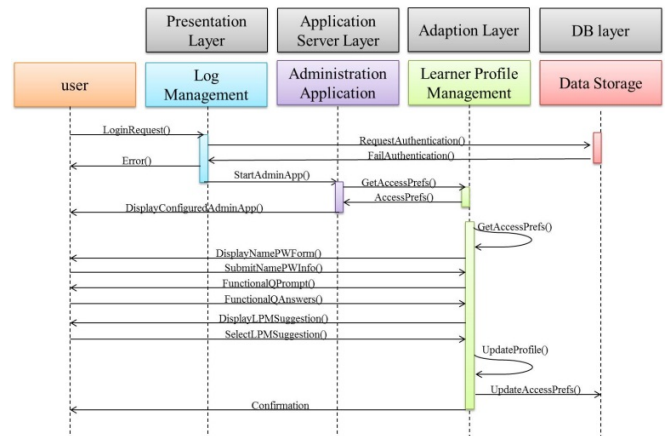 Presentation
Layer
Application
Server Layer
Adaption Layer
DB layer
user
Log
Management
Administration
Application
Learner Profile
Management
Data Storage
LoginRequest()
RequestAuthentication()
FailAuthentication()
Error()
StartAdminApp()
GetAccessPrefs()
AccessPrefs()
DisplayConfiguredAdminApp()
GetAccessPrefs()
DisplayNamePWForm()
SubmitNamePWInfo()
FunctionalQPrompt()
FunctionalQAnswers()
DisplayLPMSuggestion()
SelectLPMSuggestion()
UpdateProfile()
UpdateAccessPrefs()
Confirmation